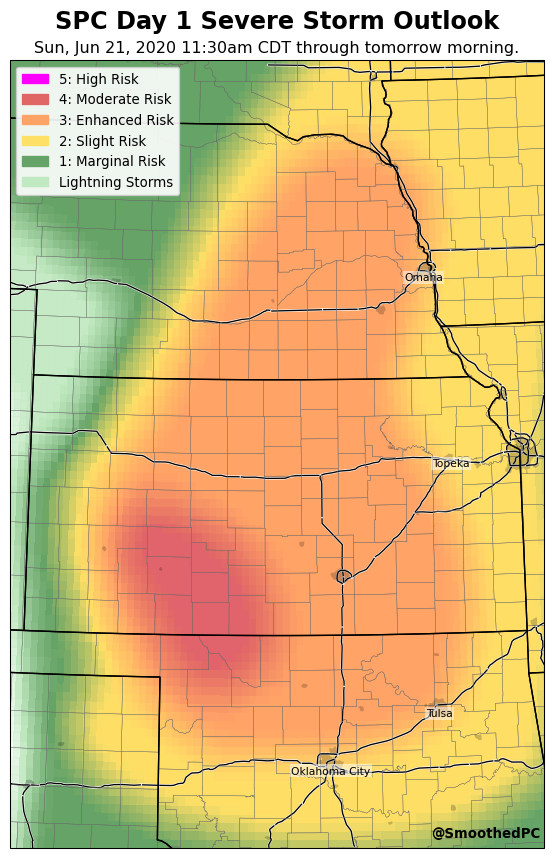 SPC Day 1 Severe Storm Outlook
Sun, Jun 21, 2020 11:30am CDT through tomorrow morning.
5: High Risk
4: Moderate Risk
3: Enhanced Risk
2: Slight Risk
1: Marginal Risk
Lightning Storms
Omaha
Topeka
Tulsa
Oklahoma City
@SmoothedPC